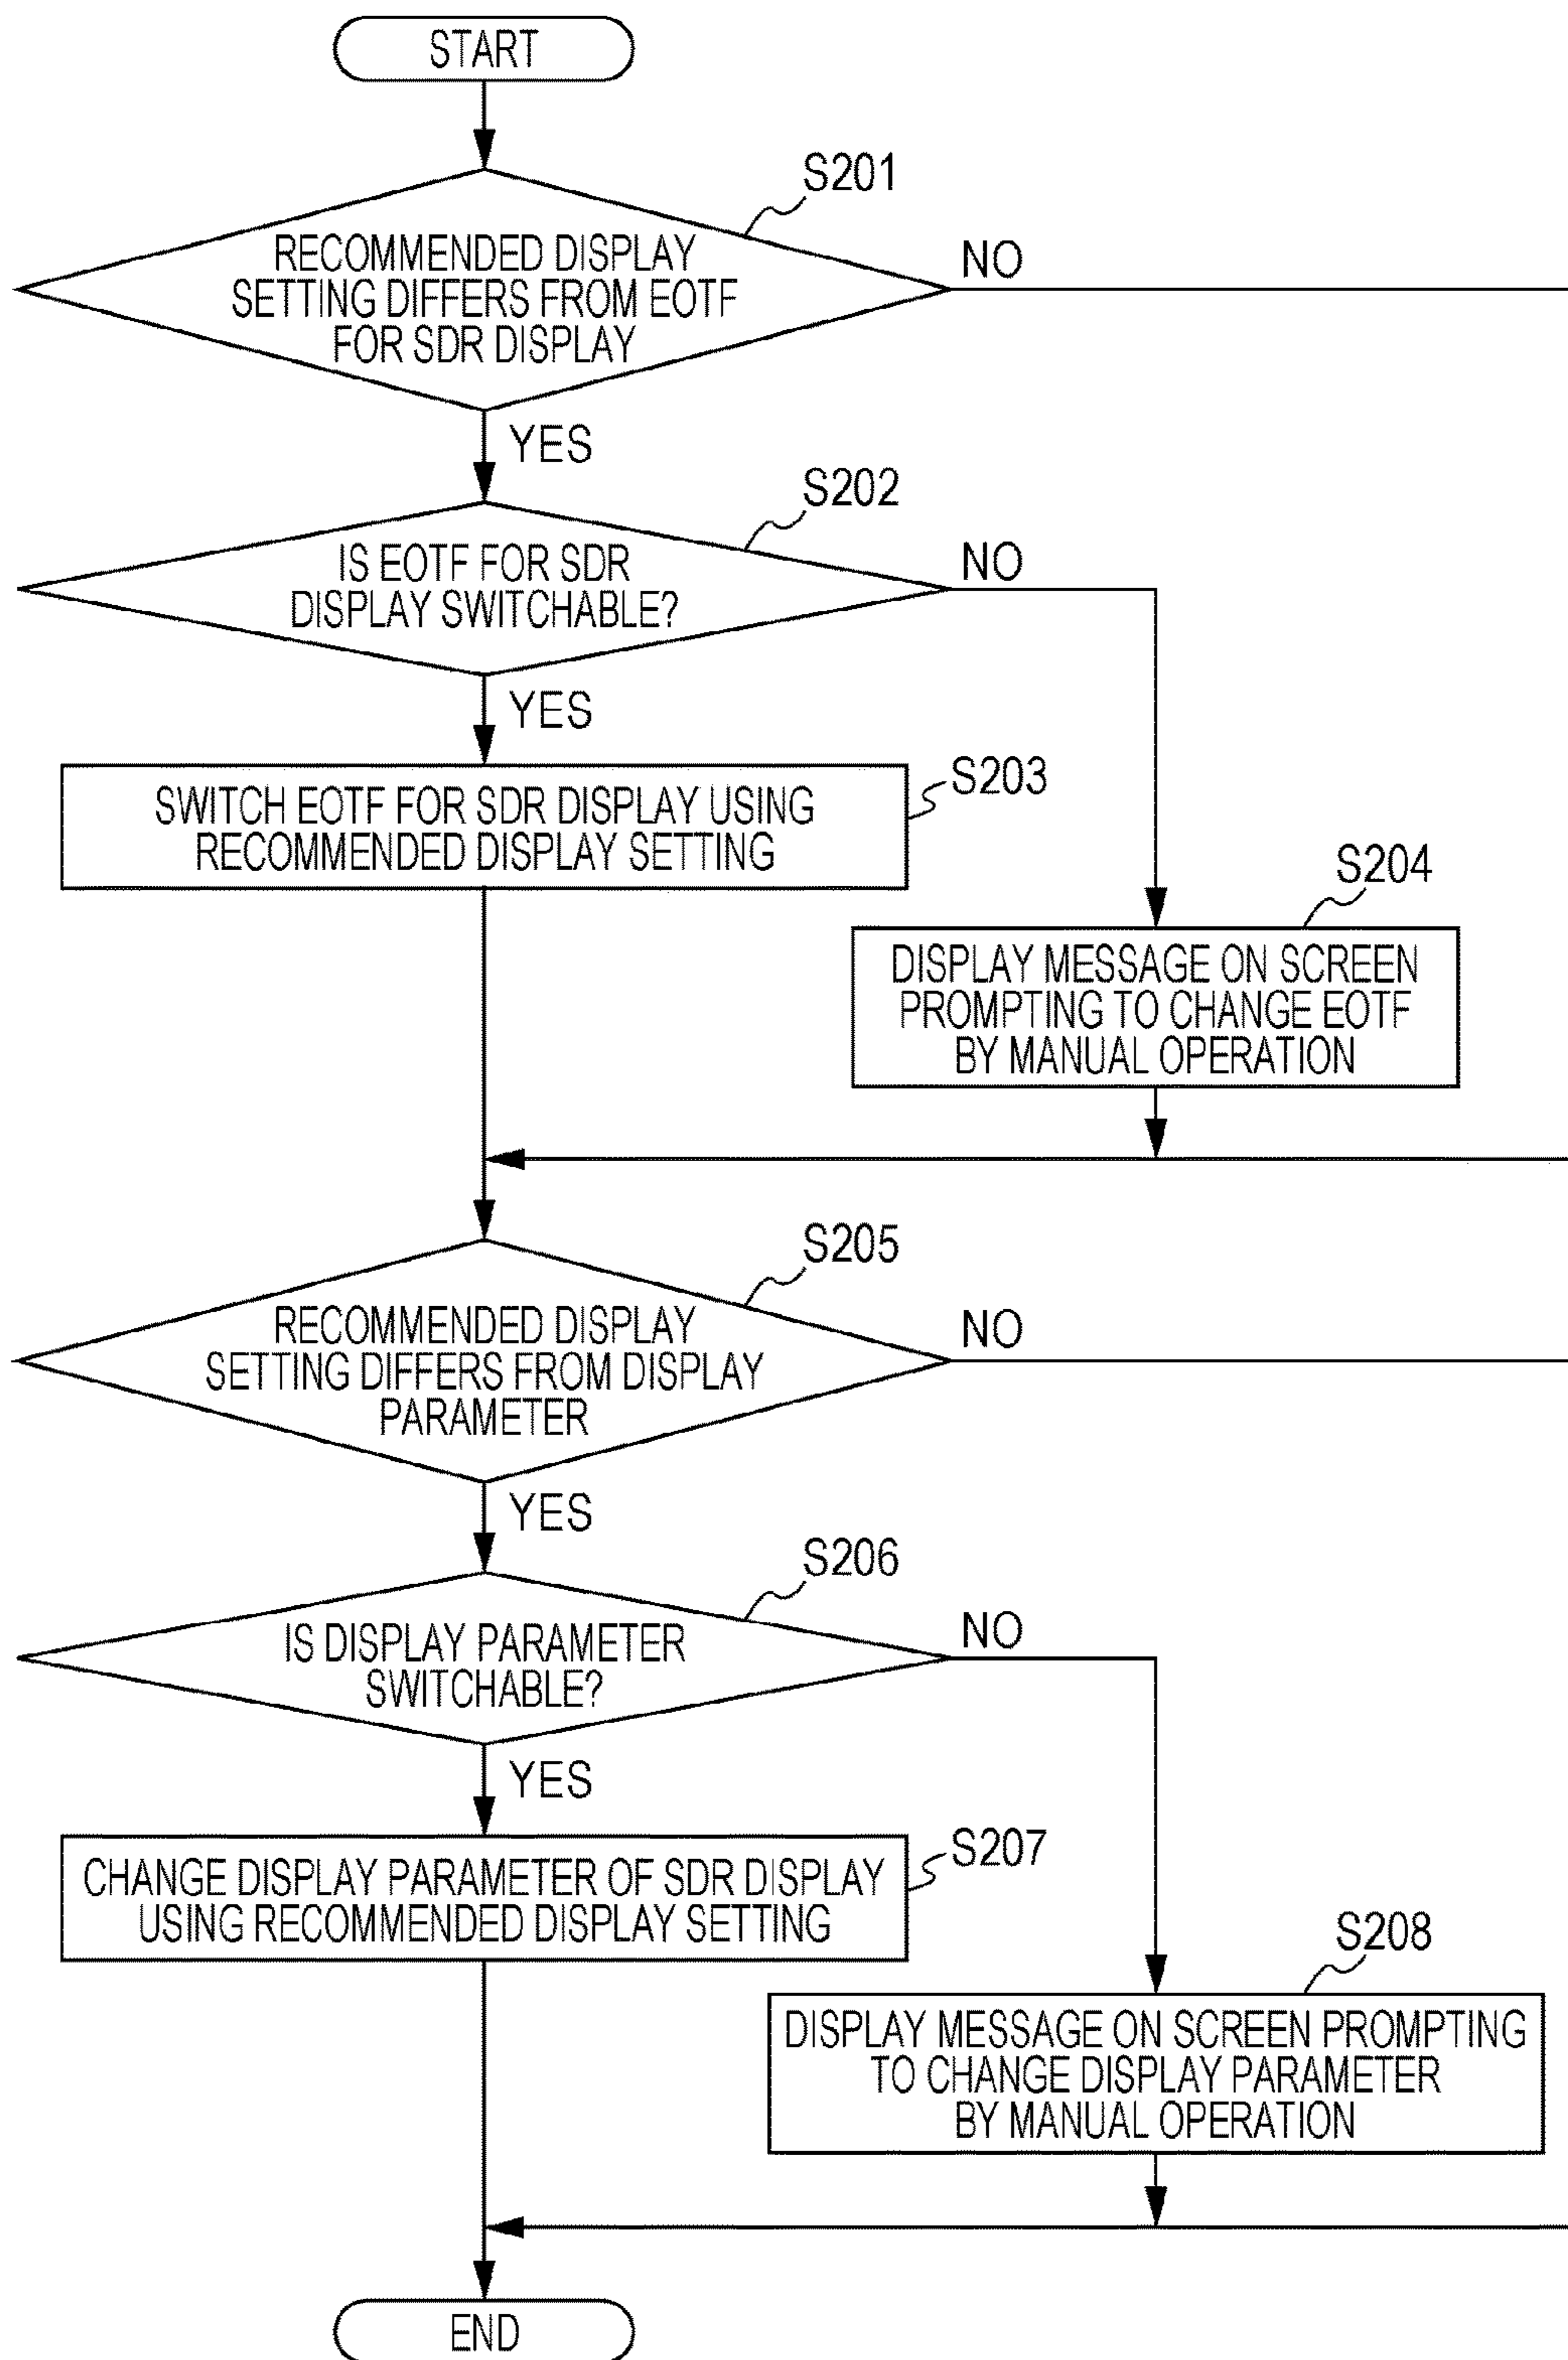 START
S201
RECOMMENDED DISPLAY
SETTING DIFFERS FROM EOTF
FOR SDR DISPLAY
NO
YES
S202
IS EOTF FOR SDR
DISPLAY SWITCHABLE?
NO
YES
S203
SWITCH EOTF FOR SDR DISPLAY USING
RECOMMENDED DISPLAY SETTING
S204
DISPLAY MESSAGE ON SCREEN
PROMPTING TO CHANGE EOTF
BY MANUAL OPERATION
S205
RECOMMENDED DISPLAY
SETTING DIFFERS FROM DISPLAY
PARAMETER
NO
YES
S206
IS DISPLAY PARAMETER
SWITCHABLE?
NO
YES
S207
CHANGE DISPLAY PARAMETER OF SDR DISPLAY
USING RECOMMENDED DISPLAY SETTING
S208
DISPLAY MESSAGE ON SCREEN PROMPTING
TO CHANGE DISPLAY PARAMETER
BY MANUAL OPERATION
END